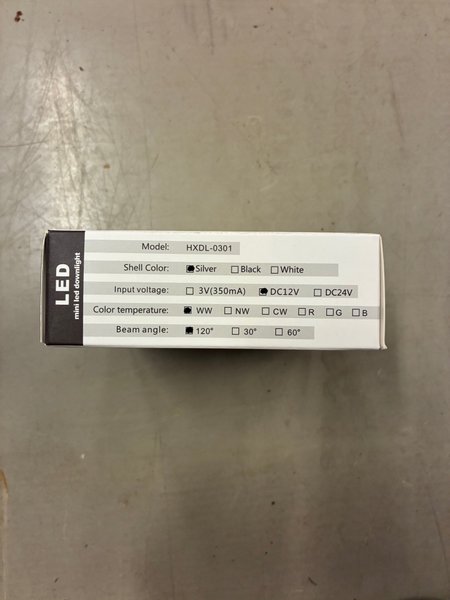 LED
mini led downlight
Model: HXDL-0301
Shell Color: Silver Black White
Input voltage: 3V(350mA) DC12V DC24V
Color temperature: WW NW CW R G B
Beam angle: 120° 30° 60°